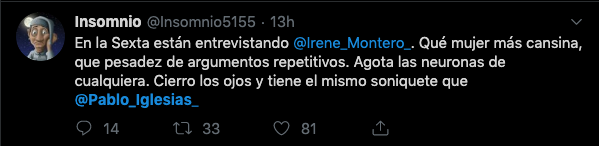 Insomnio @Insomnio5155 · 13h
En la Sexta están entrevistando @Irene_Montero_. Qué mujer más cansina,
que pesadez de argumentos repetitivos. Agota las neuronas de
cualquiera. Cierro los ojos y tiene el mismo soniquete que
@Pablo_Iglesias_
14 33 81